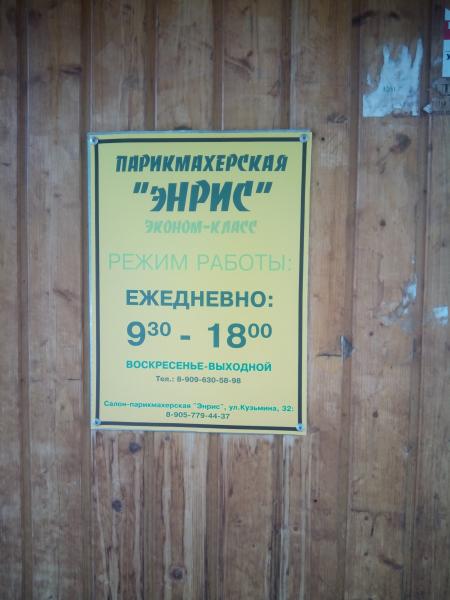 ПАРИКМАХЕРСКАЯ
"ЭНРИС"
ЭКОНОМ-КЛАСС
РЕЖИМ РАБОТЫ:
ЕЖЕДНЕВНО:
9³⁰ - 18⁰⁰
ВОСКРЕСЕНЬЕ-ВЫХОДНОЙ
Тел.: 8-909-630-58-98
Салон-парикмахерская "Энрис", ул.Кузьмина, 32:
8-905-779-44-37